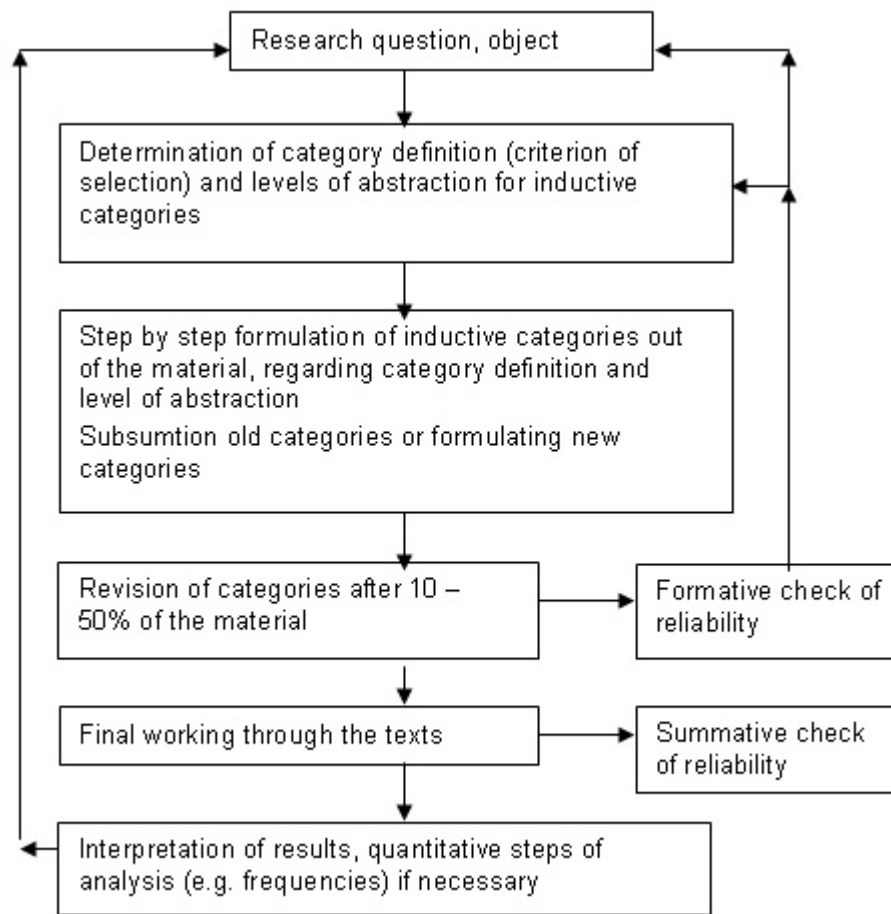 Research question, object
Determination of category definition (criterion of
selection) and levels of abstraction for inductive
categories
Step by step formulation of inductive categories out
of the material, regarding category definition and
level of abstraction
Subsumtion old categories or formulating new
categories
Revision of categories after 10 –
50% of the material
Formative check of
reliability
Final working through the texts
Summative check
of reliability
Interpretation of results, quantitative steps of
analysis (e.g. frequencies) if necessary